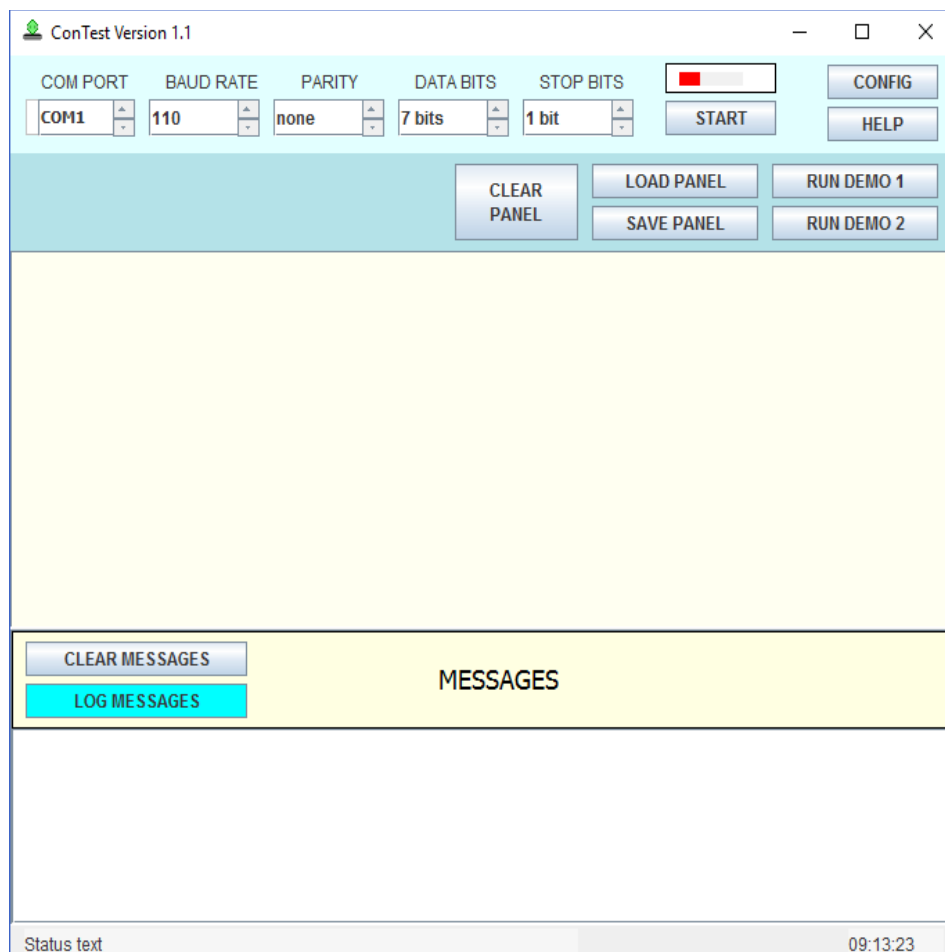 ConTest Version 1.1
COM PORT BAUD RATE PARITY DATA BITS STOP BITS
COM1 110 none 7 bits 1 bit
START
CONFIG
HELP
CLEAR
PANEL
LOAD PANEL
SAVE PANEL
RUN DEMO 1
RUN DEMO 2
CLEAR MESSAGES
LOG MESSAGES
MESSAGES
Status text 09:13:23